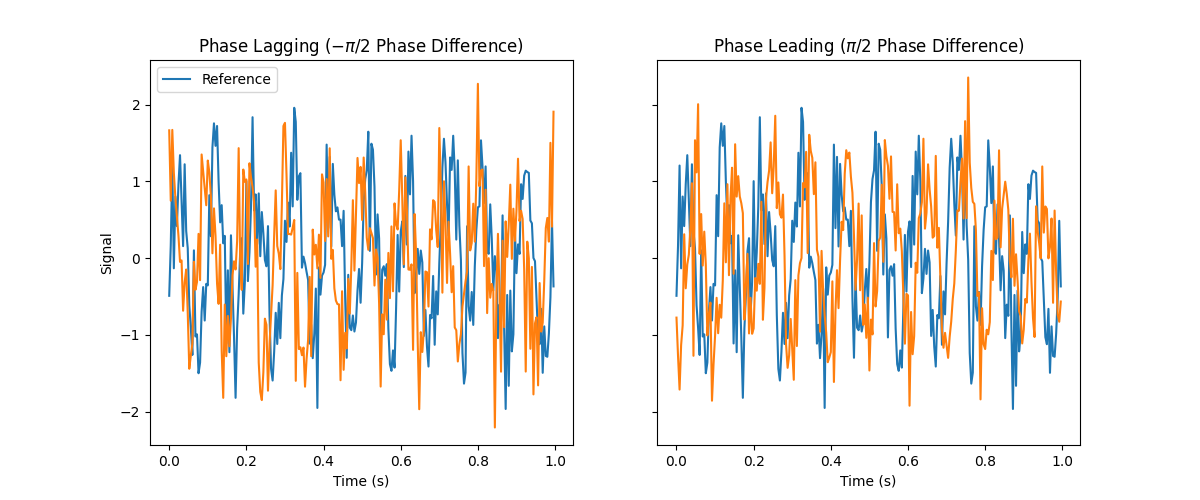 Phase Lagging (−π/2 Phase Difference)
Phase Leading (π/2 Phase Difference)
Reference
Signal
2
1
0
−1
−2
0.0 0.2 0.4 0.6 0.8 1.0
0.0 0.2 0.4 0.6 0.8 1.0
Time (s)
Time (s)